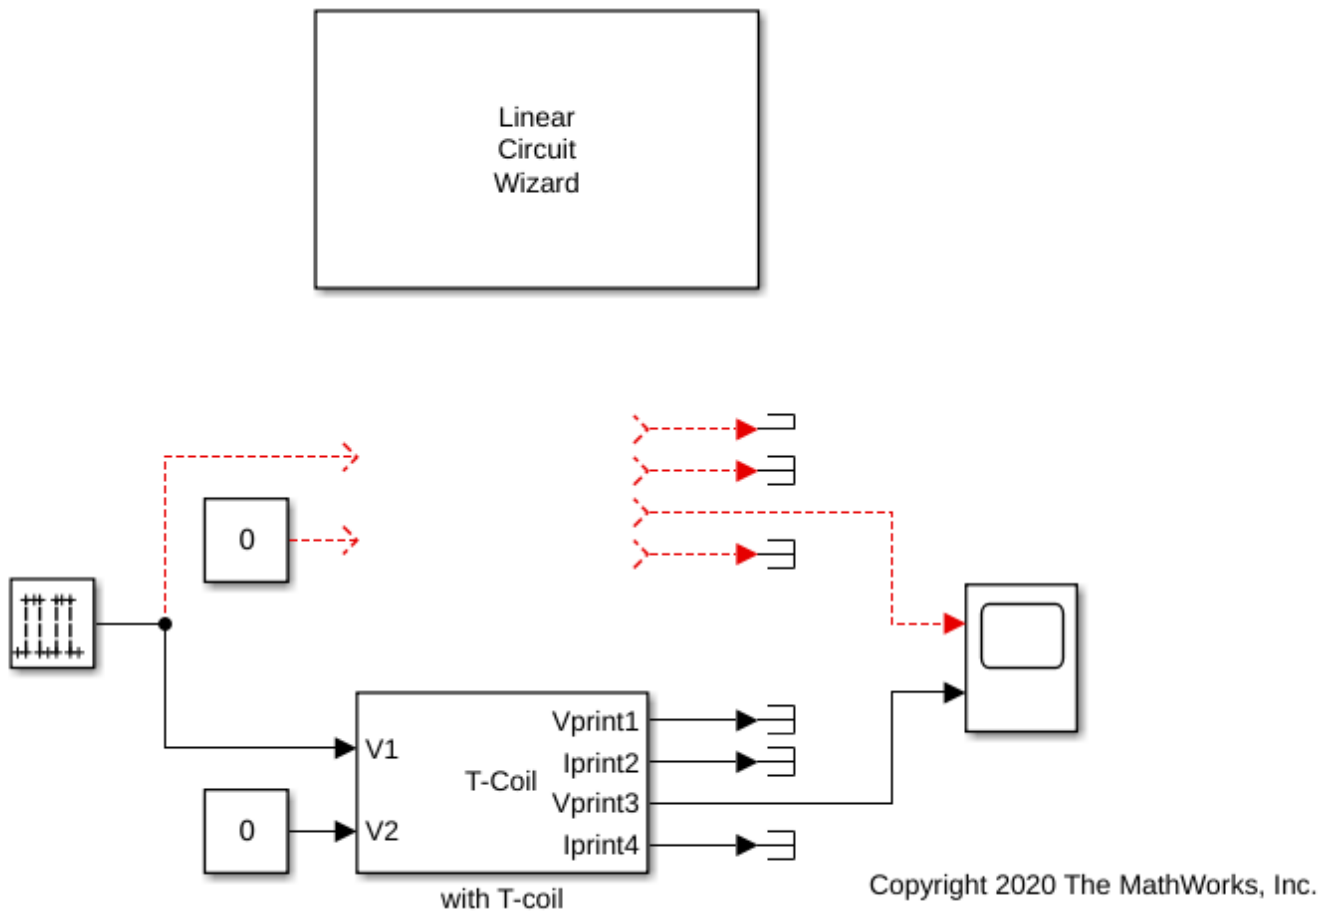 Linear
Circuit
Wizard
0
Vprint1
V1
Iprint2
T-Coil
Vprint3
0
V2
Iprint4
with T-coil
Copyright 2020 The MathWorks, Inc.